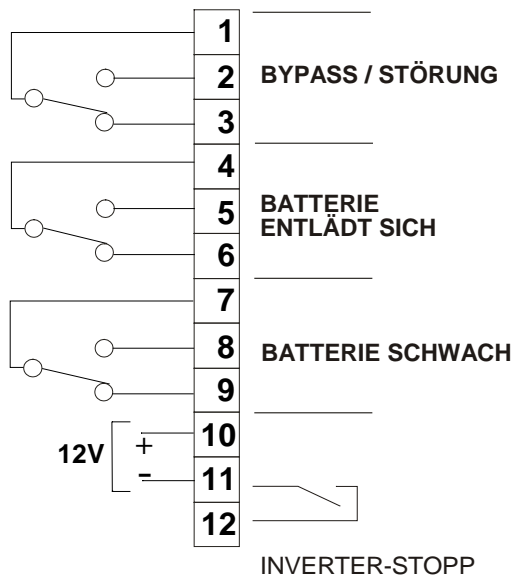 1
2
BYPASS / STÖRUNG
3
4
5
BATTERIE
ENTLÄDT SICH
6
7
8
BATTERIE SCHWACH
9
10
12V
+
-
11
12
INVERTER-STOPP